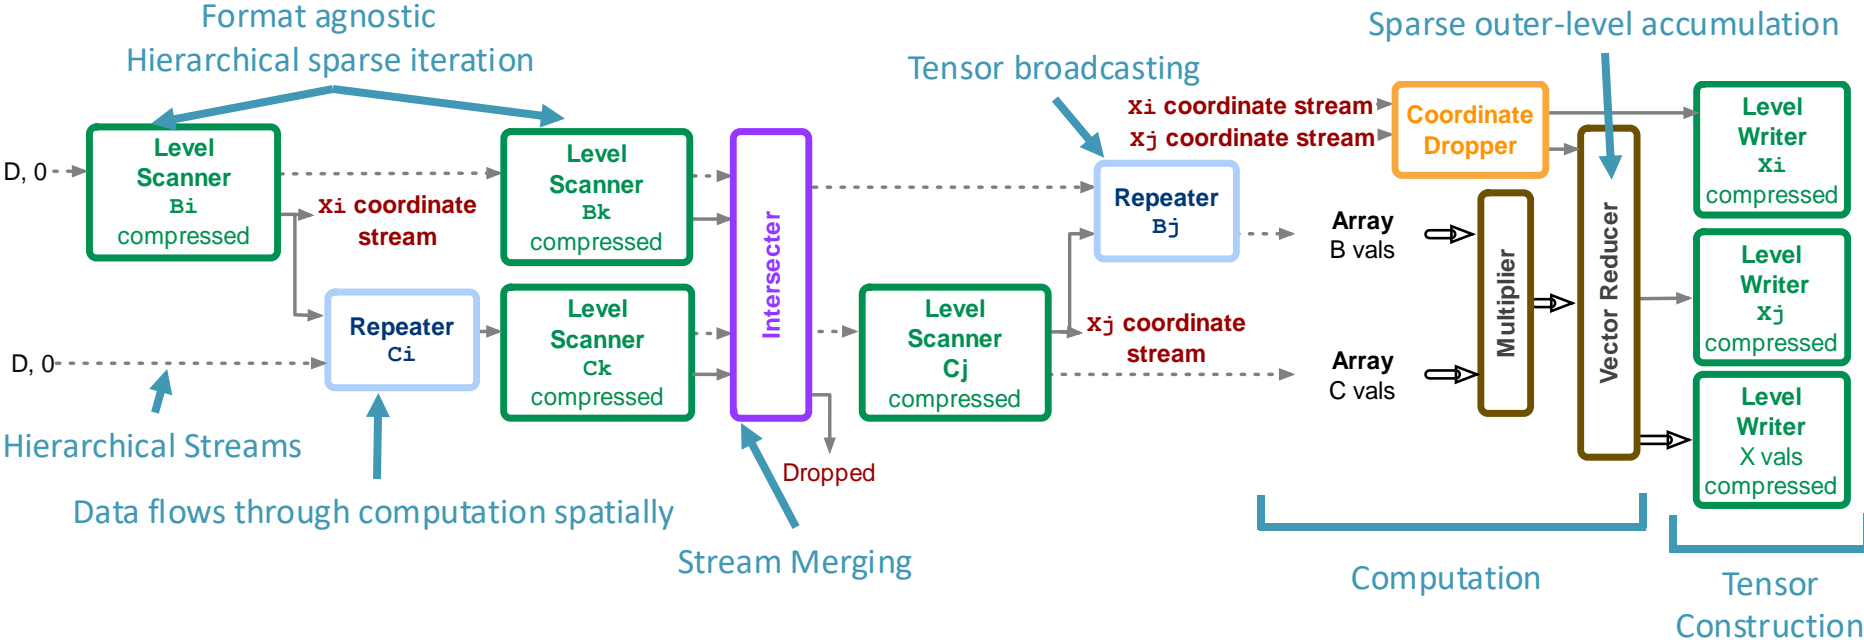 Format agnostic
Hierarchical sparse iteration
Sparse outer-level accumulation
Tensor broadcasting
D, 0
Level
Scanner
Bi
compressed
Xi coordinate
stream
Level
Scanner
Bk
compressed
D, 0
Repeater
Ci
Level
Scanner
Ck
compressed
Intersecter
Dropped
Level
Scanner
Cj
compressed
Xj coordinate
stream
Repeater
Bj
Xi coordinate stream
Xj coordinate stream
Coordinate
Dropper
Array
B vals
Array
C vals
Multiplier
Vector Reducer
Level
Writer
Xi
compressed
Level
Writer
Xj
compressed
Level
Writer
X vals
compressed
Hierarchical Streams
Data flows through computation spatially
Stream Merging
Computation
Tensor
Construction